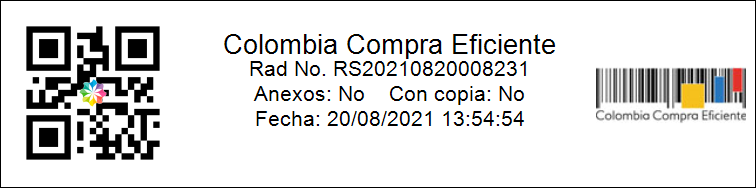 Colombia Compra Eficiente
Rad No. RS20210820008231
Anexos: No    Con copia: No
Fecha: 20/08/2021 13:54:54
Colombia Compra Eficiente